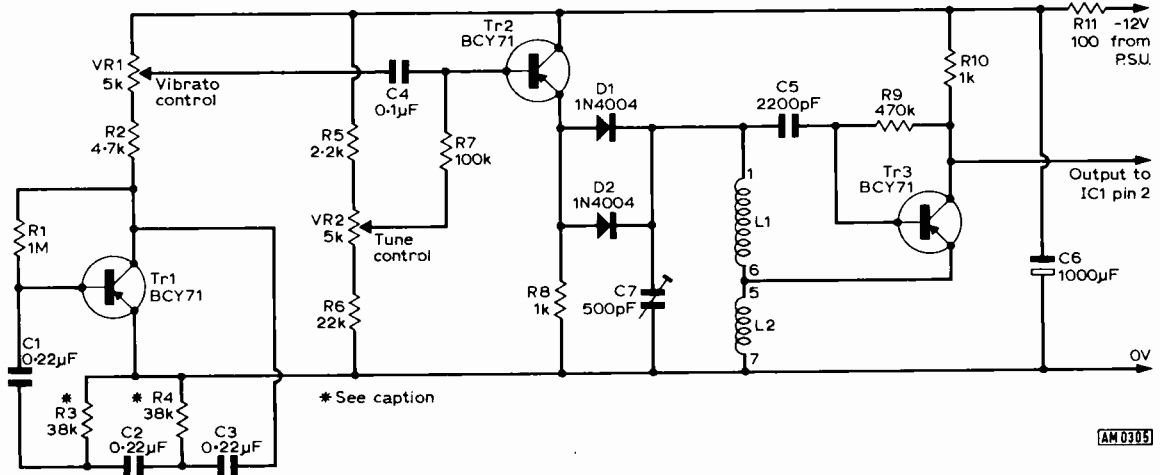 VR1
5k
Vibrato
control
R2
4·7k
R1
1M
Tr1
BCY71
C1
0·22μF
*
R3
38k
*
R4
38k
C2
0·22μF
C3
0·22μF
R5
2·2k
VR2
5k
Tune
control
R6
22k
* See caption
C4
0·1μF
R7
100k
Tr2
BCY71
D1
1N4004
D2
1N4004
R8
1k
C7
500pF
1
L1
6
5
L2
7
C5
2200pF
R9
470k
Tr3
BCY71
R10
1k
R11
100
-12V
from
P.S.U.
Output to
IC1 pin 2
C6
1000μF
0V
AM0305